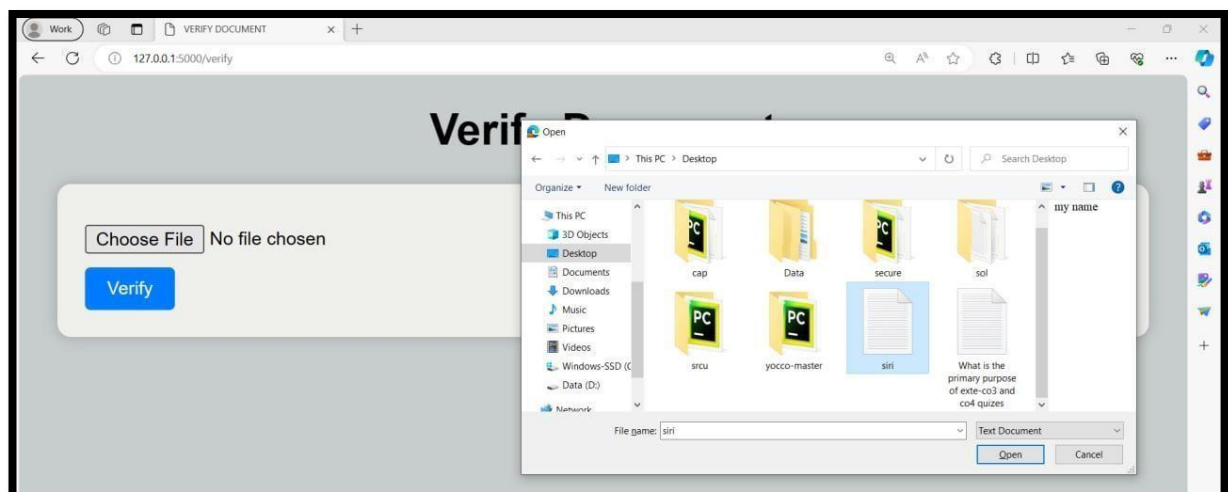 Work VERIFY DOCUMENT
127.0.0.1:5000/verify
Verify Document
Choose File No file chosen
Verify
Open
This PC > Desktop
Search Desktop
Organize New folder
This PC
3D Objects
Desktop
Documents
Downloads
Music
Pictures
Videos
Windows-SSD (C
Data (D:)
Network
cap Data secure sol
srcu yocco-master siri What is the
primary purpose
of exte-co3 and
co4 quizes
my name
File name: siri Text Document
Open Cancel